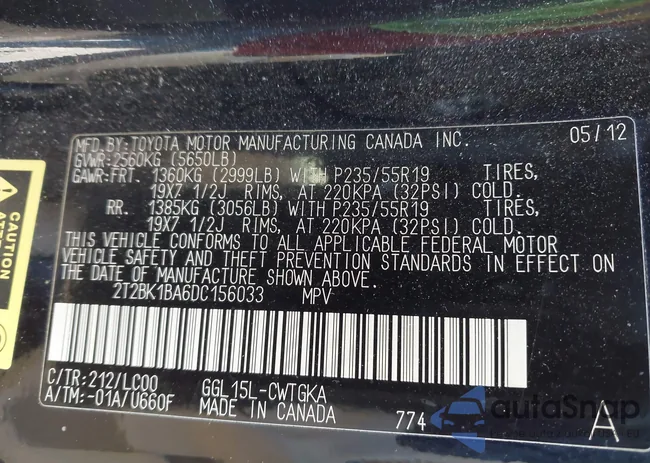 MFD.BY:TOYOTA MOTOR MANUFACTURING CANADA INC. 05/12
GVWR:2560KG (5650LB)
GAWR:FRT. 1360KG (2999LB) WITH P235/55R19 TIRES,
19X7 1/2J RIMS, AT 220KPA (32PSI) COLD.
RR. 1385KG (3056LB) WITH P235/55R19 TIRES,
19X7 1/2J RIMS, AT 220KPA (32PSI) COLD.
THIS VEHICLE CONFORMS TO ALL APPLICABLE FEDERAL MOTOR
VEHICLE SAFETY AND THEFT PREVENTION STANDARDS IN EFFECT ON
THE DATE OF MANUFACTURE SHOWN ABOVE.
2T2BK1BA6DC156033 MPV
C/TR:212/LC00 GGL15L-CWTGKA
A/TM:-01A/U660F MADE IN CANADA 774 A
CAUTION
ATTENTION
autoSnap